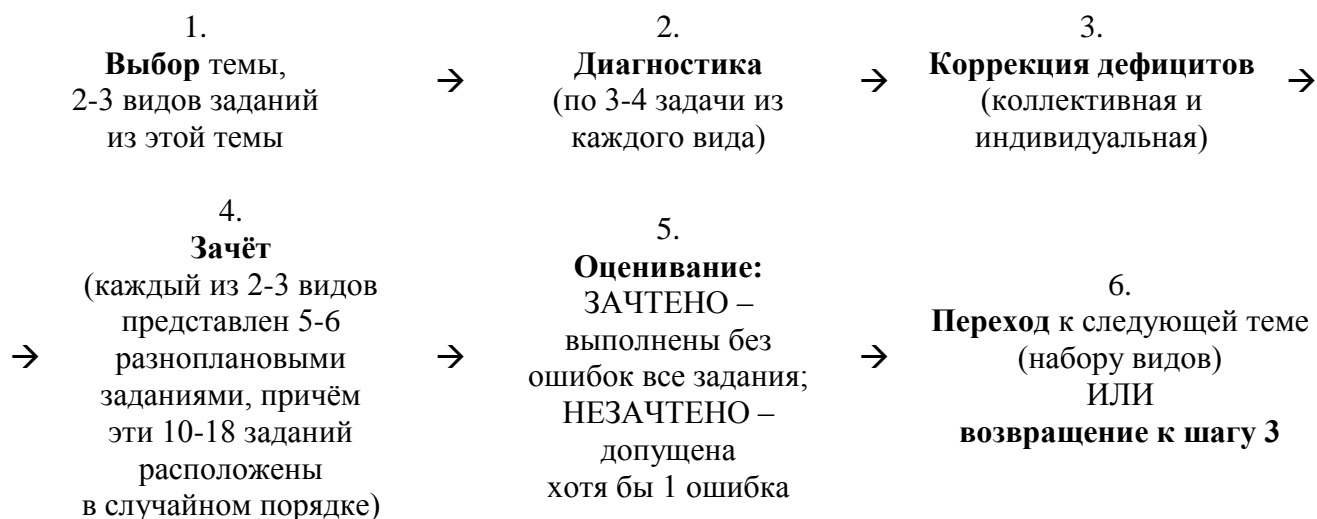 1.
Выбор темы,
2-3 видов заданий
из этой темы
→
2.
Диагностика
(по 3-4 задачи из
каждого вида)
→
3.
Коррекция дефицитов
(коллективная и
индивидуальная)
→
→
4.
Зачёт
(каждый из 2-3 видов
представлен 5-6
разноплановыми
заданиями, причём
эти 10-18 заданий
расположены
в случайном порядке)
→
5.
Оценивание:
ЗАЧТЕНО –
выполнены без
ошибок все задания;
НЕЗАЧТЕНО –
допущена
хотя бы 1 ошибка
→
6.
Переход к следующей теме
(набору видов)
ИЛИ
возвращение к шагу 3